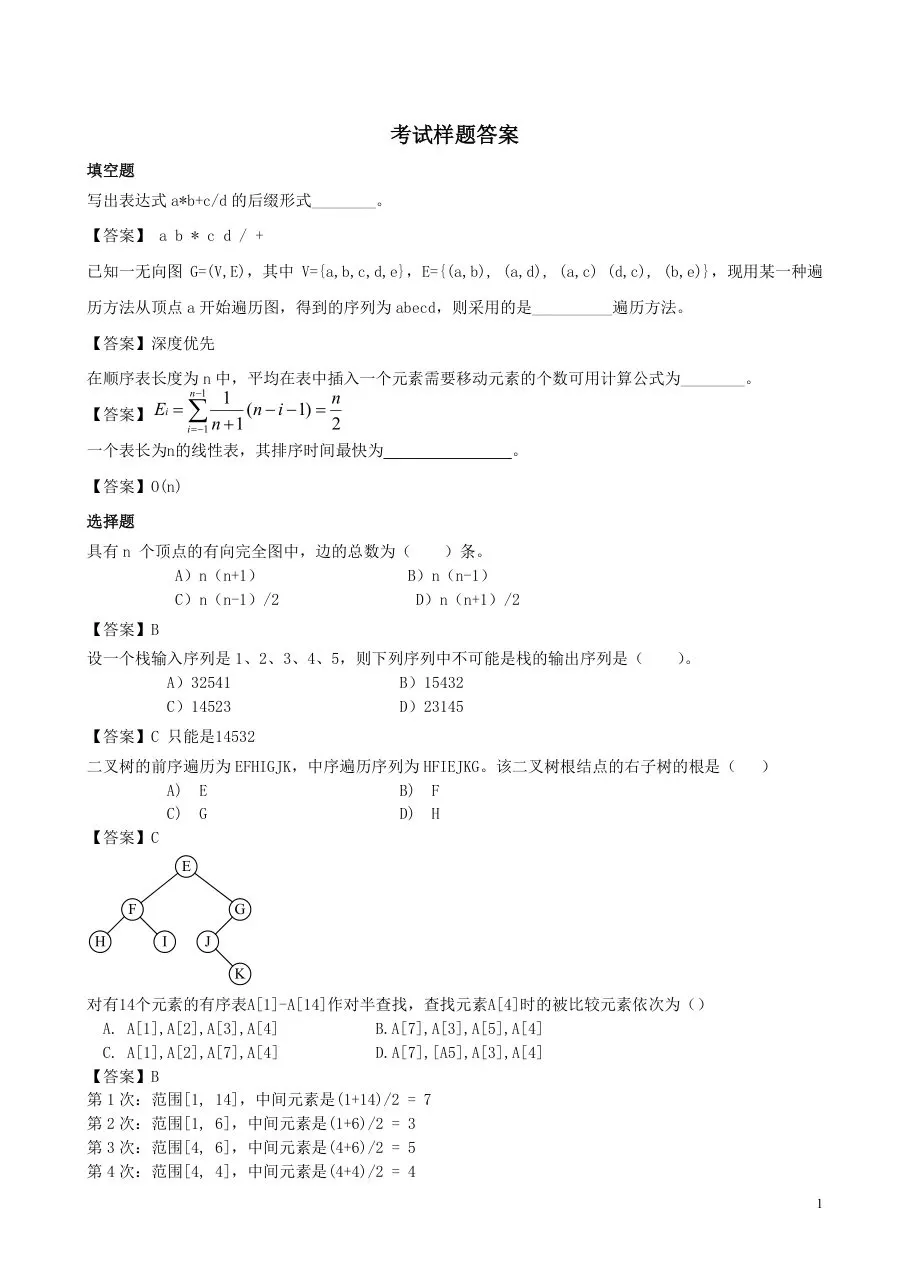 考试样题答案
填空题
写出表达式 a*b+c/d 的后缀形式________。
【答案】 a b * c d / +
已知一无向图 G=(V,E), 其中 V={a,b,c,d,e}, E={(a,b), (a,d), (a,c) (d,c), (b,e)}, 现用某一种遍
历方法从顶点 a 开始遍历图, 得到的序列为 abecd, 则采用的是__________遍历方法。
【答案】深度优先
在顺序表长度为 n 中, 平均在表中插入一个元素需要移动元素的个数可用计算公式为________。
【答案】 Ei = ∑_{i=-1}^{n-1} 1/(n+1) (n-i-1) = n/2
一个表长为n的线性表, 其排序时间最快为________________。
【答案】O(n)
选择题
具有 n 个顶点的有向完全图中, 边的总数为( )条。
A）n（n+1） B）n（n-1）
C）n（n-1）/2 D）n（n+1）/2
【答案】B
设一个栈输入序列是 1、2、3、4、5, 则下列序列中不可能是栈的输出序列是( )。
A）32541 B）15432
C）14523 D）23145
【答案】C 只能是14532
二叉树的前序遍历为 EFHIGJK, 中序遍历序列为 HFIEJKG。该二叉树根结点的右子树的根是( )
A) E B) F
C) G D) H
【答案】C
E
F G
H I J
K
对有14个元素的有序表A[1]-A[14]作对半查找, 查找元素A[4]时的被比较元素依次为()
A. A[1],A[2],A[3],A[4] B.A[7],A[3],A[5],A[4]
C. A[1],A[2],A[7],A[4] D.A[7],[A5],A[3],A[4]
【答案】B
第 1 次: 范围[1, 14], 中间元素是(1+14)/2 = 7
第 2 次: 范围[1, 6], 中间元素是(1+6)/2 = 3
第 3 次: 范围[4, 6], 中间元素是(4+6)/2 = 5
第 4 次: 范围[4, 4], 中间元素是(4+4)/2 = 4
1